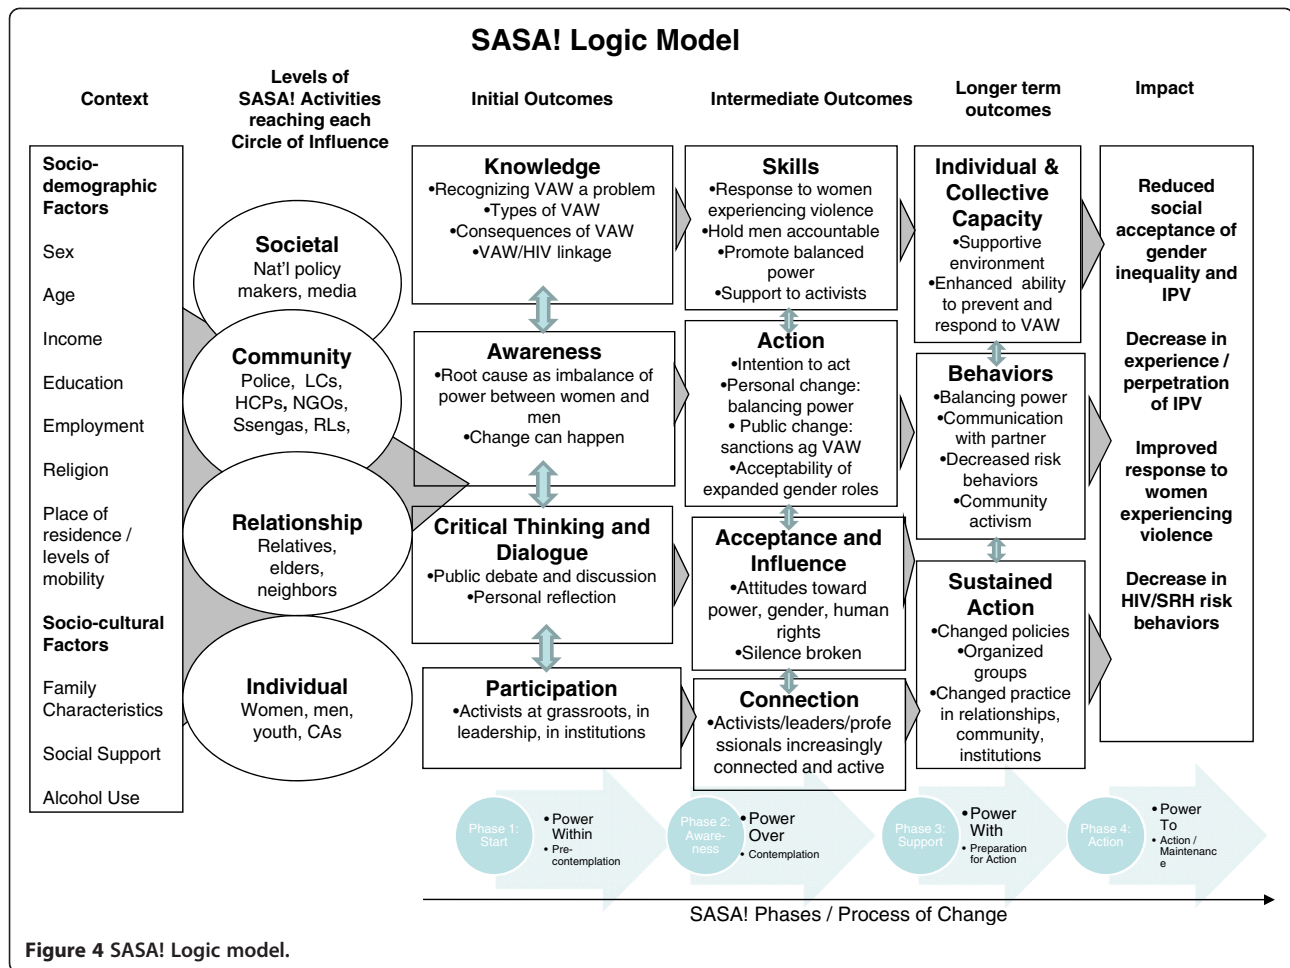 SASA! Logic Model
Context
Levels of
SASA! Activities
reaching each
Circle of Influence
Initial Outcomes
Intermediate Outcomes
Longer term
outcomes
Impact
Socio-
demographic
Factors
Sex
Age
Income
Education
Employment
Religion
Place of
residence /
levels of
mobility
Socio-cultural
Factors
Family
Characteristics
Social Support
Alcohol Use
Societal
Nat'l policy
makers, media
Community
Police, LCs,
HCPs, NGOs,
Ssengas, RLs,
Relationship
Relatives,
elders,
neighbors
Individual
Women, men,
youth, CAs
Knowledge
•Recognizing VAW a problem
•Types of VAW
•Consequences of VAW
•VAW/HIV linkage
Awareness
•Root cause as imbalance of
power between women and
men
•Change can happen
Critical Thinking and
Dialogue
•Public debate and discussion
•Personal reflection
Participation
•Activists at grassroots, in
leadership, in institutions
Skills
•Response to women
experiencing violence
•Hold men accountable
•Promote balanced
power
•Support to activists
Action
•Intention to act
•Personal change:
balancing power
• Public change:
sanctions ag VAW
•Acceptability of
expanded gender roles
Acceptance and
Influence
•Attitudes toward
power, gender, human
rights
•Silence broken
Connection
•Activists/leaders/profe
ssionals increasingly
connected and active
Individual &
Collective
Capacity
•Supportive
environment
•Enhanced ability
to prevent and
respond to VAW
Behaviors
•Balancing power
•Communication
with partner
•Decreased risk
behaviors
•Community
activism
Sustained
Action
•Changed policies
•Organized
groups
•Changed practice
in relationships,
community,
institutions
Reduced
social
acceptance of
gender
inequality and
IPV
Decrease in
experience /
perpetration
of IPV
Improved
response to
women
experiencing
violence
Decrease in
HIV/SRH risk
behaviors
Phase 1:
Start
• Power
Within
• Pre-
contemplation
Phase 2:
Aware-
ness
• Power
Over
• Contemplation
Phase 3:
Support
• Power
With
• Preparation
for Action
Phase 4:
Action
• Power
To
• Action /
Maintenanc
e
SASA! Phases / Process of Change
Figure 4 SASA! Logic model.